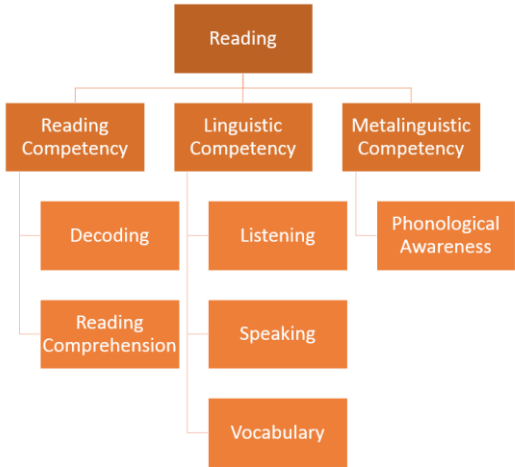 Reading
Reading
Competency
Linguistic
Competency
Metalinguistic
Competency
Decoding
Listening
Phonological
Awareness
Reading
Comprehension
Speaking
Vocabulary